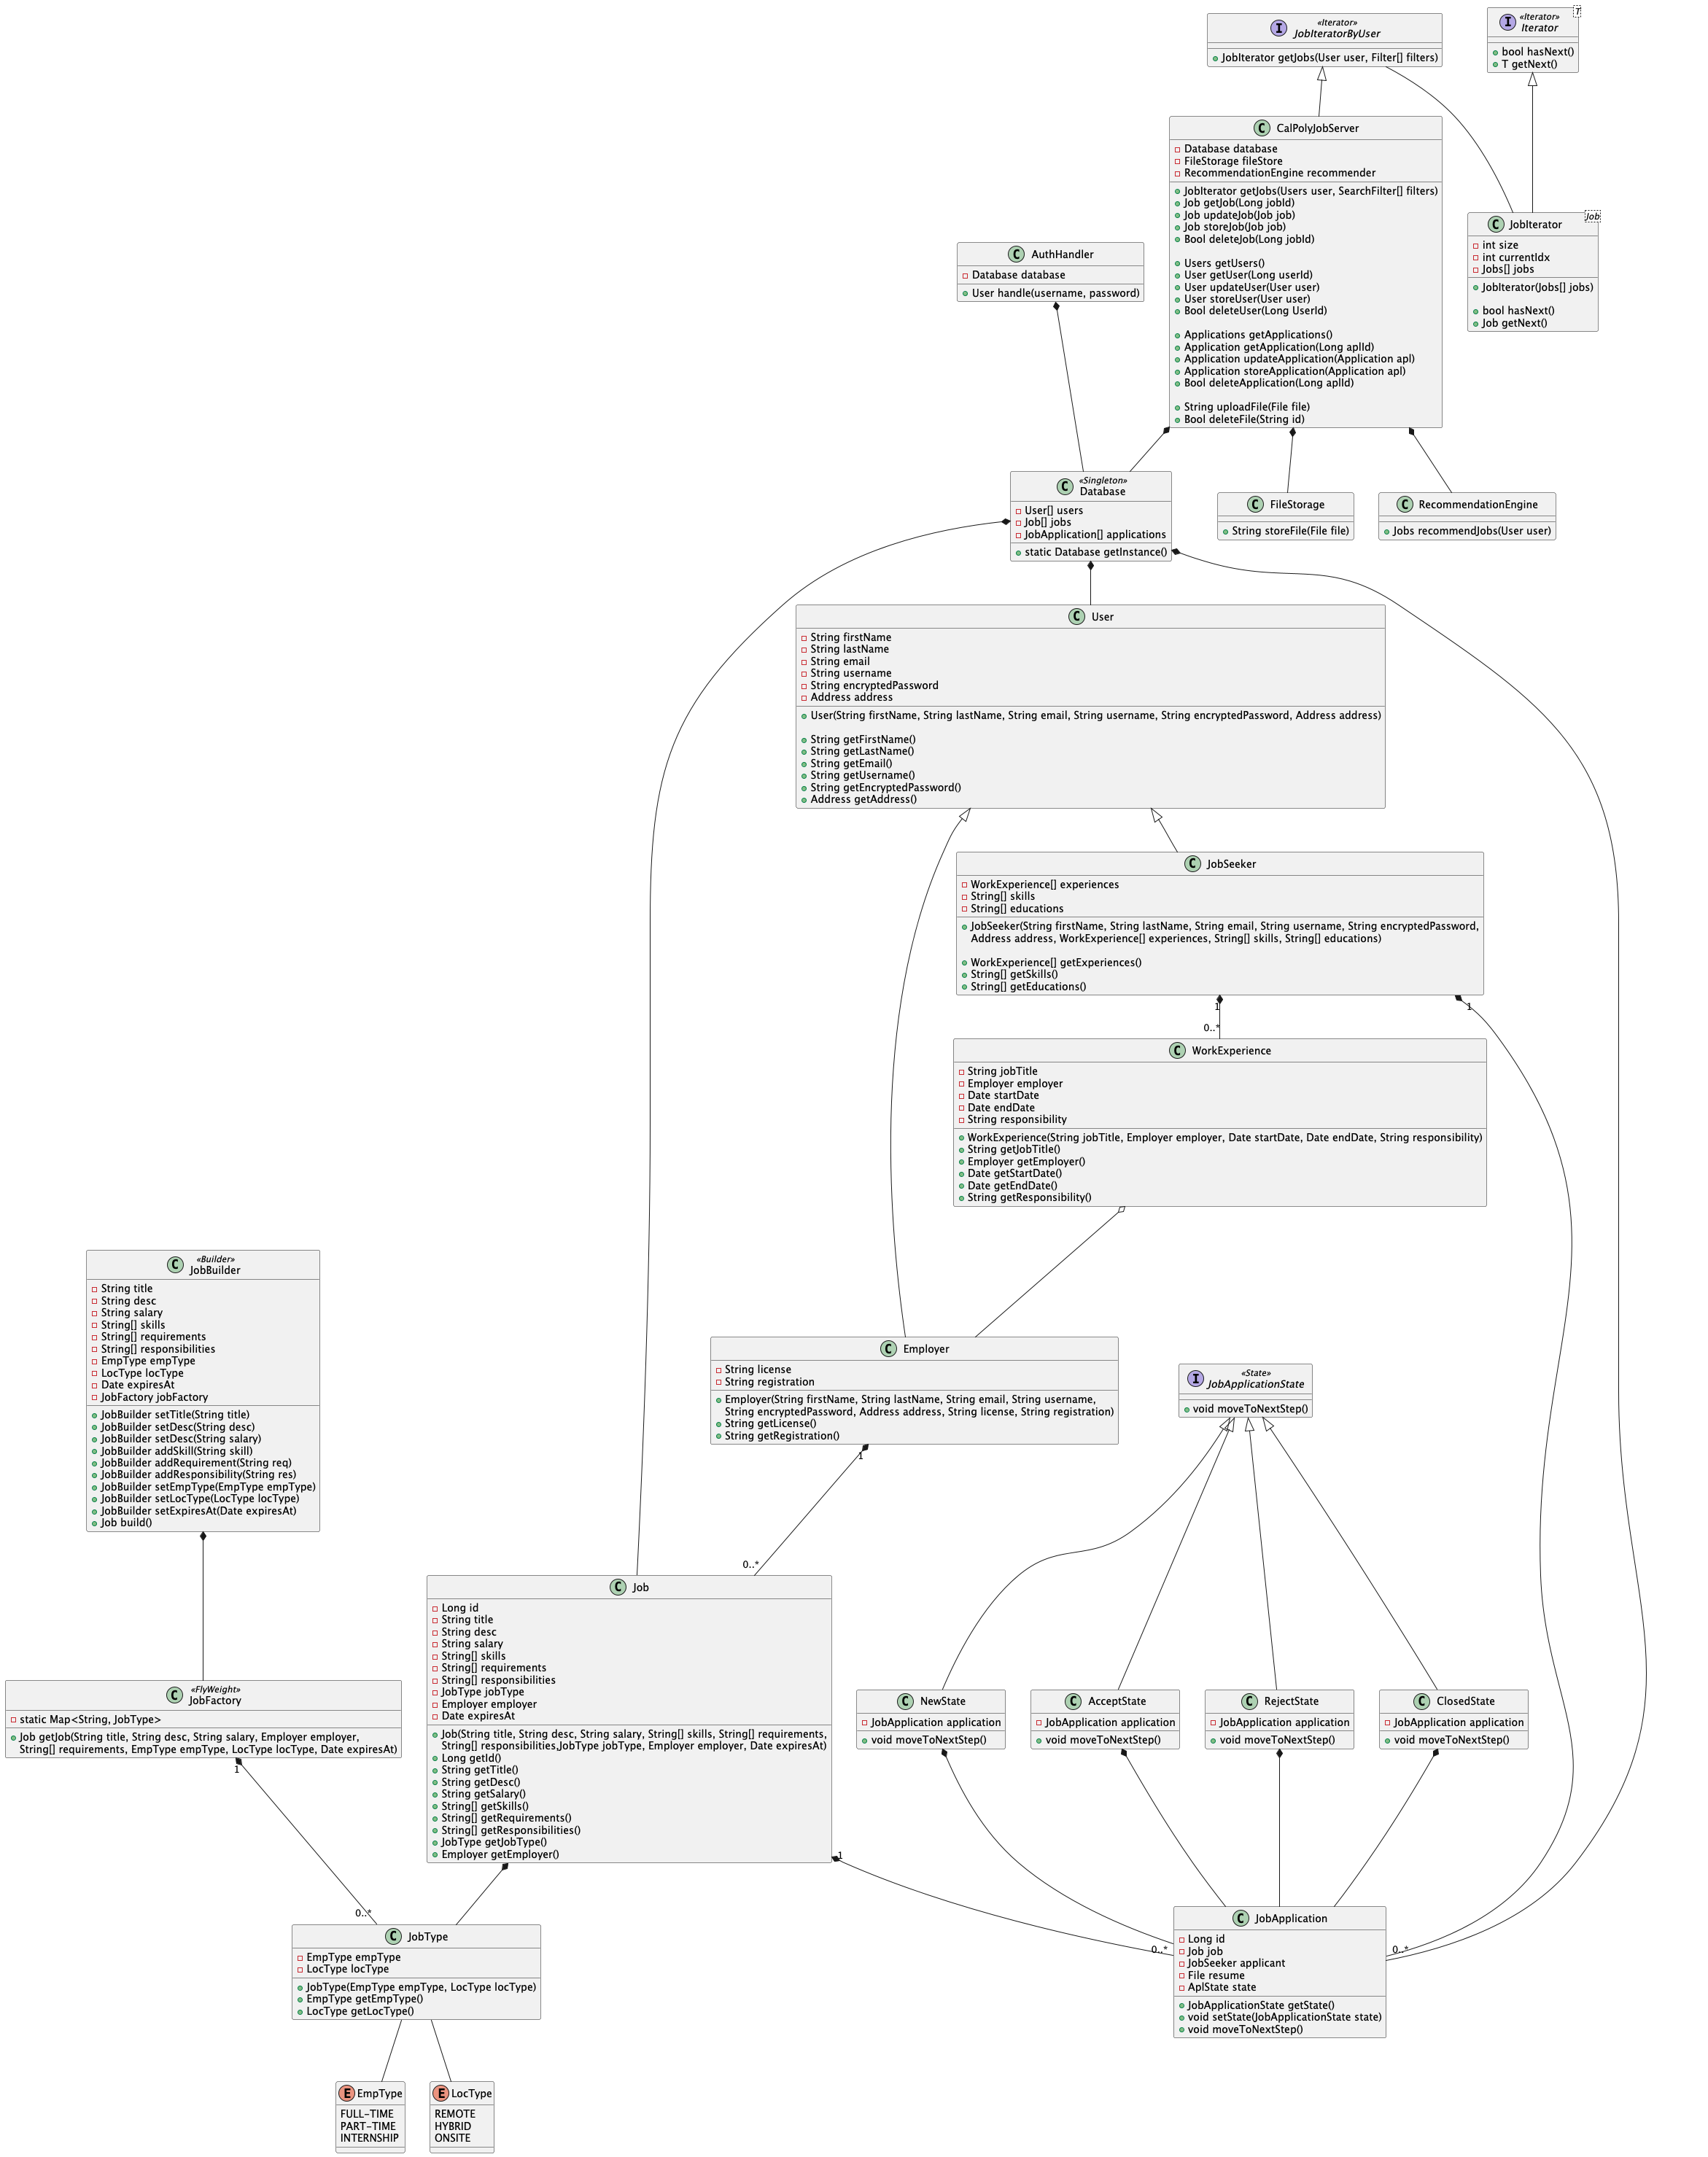 «Iterator»
JobIteratorByUser
JobIterator getJobs(User user, Filter[] filters)
T
«Iterator»
Iterator
bool hasNext()
T getNext()
CalPolyJobServer
Database database
FileStorage fileStore
RecommendationEngine recommender
JobIterator getJobs(Users user, SearchFilter[] filters)
Job getJob(Long jobId)
Job updateJob(Job job)
Job storeJob(Job job)
Bool deleteJob(Long jobId)
Users getUsers()
User getUser(Long userId)
User updateUser(User user)
User storeUser(User user)
Bool deleteUser(Long UserId)
Applications getApplications()
Application getApplication(Long aplId)
Application updateApplication(Application apl)
Application storeApplication(Application apl)
Bool deleteApplication(Long aplId)
String uploadFile(File file)
Bool deleteFile(String id)
Job
JobIterator
int size
int currentIdx
Jobs[] jobs
JobIterator(Jobs[] jobs)
bool hasNext()
Job getNext()
AuthHandler
Database database
User handle(username, password)
«Singleton»
Database
User[] users
Job[] jobs
JobApplication[] applications
static Database getInstance()
FileStorage
String storeFile(File file)
RecommendationEngine
Jobs recommendJobs(User user)
User
String firstName
String lastName
String email
String username
String encryptedPassword
Address address
User(String firstName, String lastName, String email, String username, String encryptedPassword, Address address)
String getFirstName()
String getLastName()
String getEmail()
String getUsername()
String getEncryptedPassword()
Address getAddress()
JobSeeker
WorkExperience[] experiences
String[] skills
String[] educations
JobSeeker(String firstName, String lastName, String email, String username, String encryptedPassword,
Address address, WorkExperience[] experiences, String[] skills, String[] educations)
WorkExperience[] getExperiences()
String[] getSkills()
String[] getEducations()
1
1
0..*
WorkExperience
String jobTitle
Employer employer
Date startDate
Date endDate
String responsibility
WorkExperience(String jobTitle, Employer employer, Date startDate, Date endDate, String responsibility)
String getJobTitle()
Employer getEmployer()
Date getStartDate()
Date getEndDate()
String getResponsibility()
«Builder»
JobBuilder
String title
String desc
String salary
String[] skills
String[] requirements
String[] responsibilities
EmpType empType
LocType locType
Date expiresAt
JobFactory jobFactory
JobBuilder setTitle(String title)
JobBuilder setDesc(String desc)
JobBuilder setDesc(String salary)
JobBuilder addSkill(String skill)
JobBuilder addRequirement(String req)
JobBuilder addResponsibility(String res)
JobBuilder setEmpType(EmpType empType)
JobBuilder setLocType(LocType locType)
JobBuilder setExpiresAt(Date expiresAt)
Job build()
Employer
String license
String registration
Employer(String firstName, String lastName, String email, String username,
String encryptedPassword, Address address, String license, String registration)
String getLicense()
String getRegistration()
1
0..*
«State»
JobApplicationState
void moveToNextStep()
Job
Long id
String title
String desc
String salary
String[] skills
String[] requirements
String[] responsibilities
JobType jobType
Employer employer
Date expiresAt
Job(String title, String desc, String salary, String[] skills, String[] requirements,
String[] responsibilities,JobType jobType, Employer employer, Date expiresAt)
Long getId()
String getTitle()
String getDesc()
String getSalary()
String[] getSkills()
String[] getRequirements()
String[] getResponsibilities()
JobType getJobType()
Employer getEmployer()
1
«FlyWeight»
JobFactory
static Map<String, JobType>
Job getJob(String title, String desc, String salary, Employer employer,
String[] requirements, EmpType empType, LocType locType, Date expiresAt)
1
0..*
NewState
JobApplication application
void moveToNextStep()
AcceptState
JobApplication application
void moveToNextStep()
RejectState
JobApplication application
void moveToNextStep()
ClosedState
JobApplication application
void moveToNextStep()
JobType
EmpType empType
LocType locType
JobType(EmpType empType, LocType locType)
EmpType getEmpType()
LocType getLocType()
0..*
0..*
JobApplication
Long id
Job job
JobSeeker applicant
File resume
AplState state
JobApplicationState getState()
void setState(JobApplicationState state)
void moveToNextStep()
EmpType
FULL-TIME
PART-TIME
INTERNSHIP
LocType
REMOTE
HYBRID
ONSITE